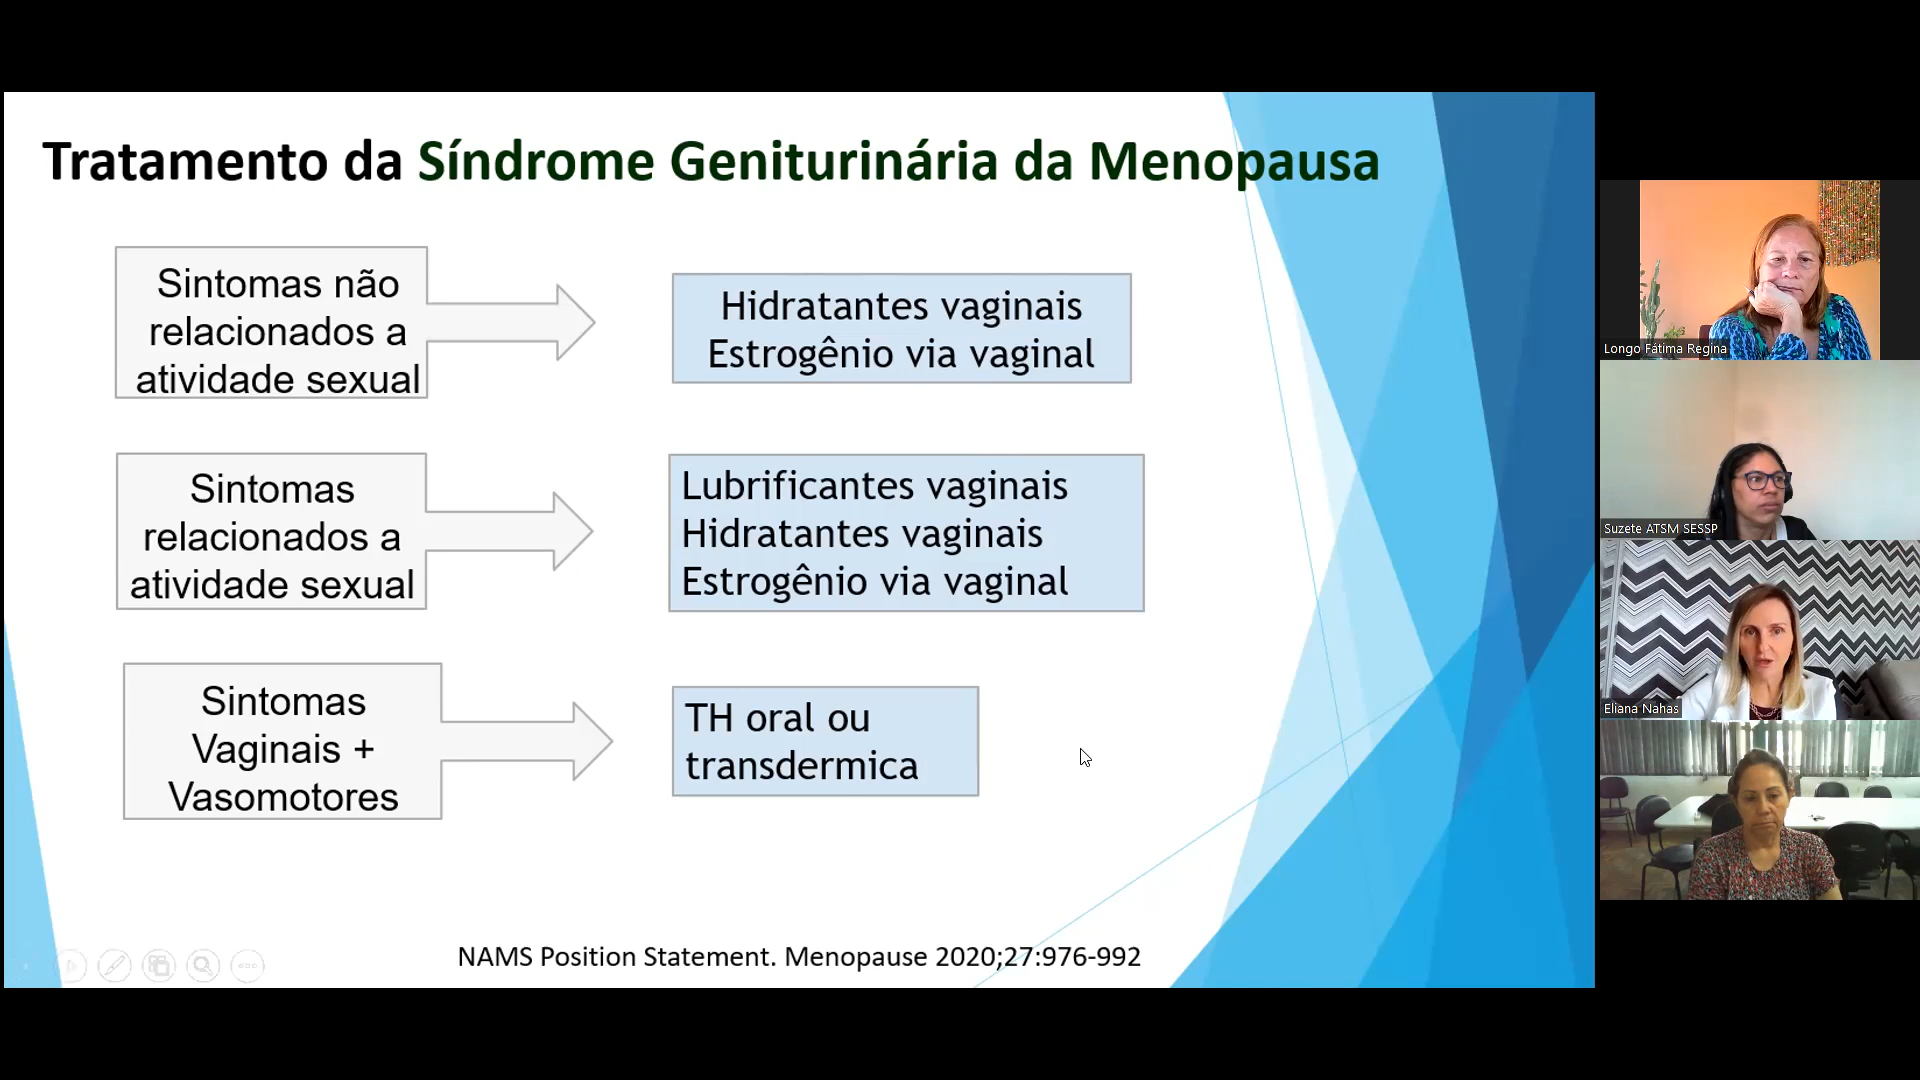 Tratamento da Síndrome Geniturinária da Menopausa
Sintomas não
relacionados a
atividade sexual
Hidratantes vaginais
Estrogênio via vaginal
Sintomas
relacionados a
atividade sexual
Lubrificantes vaginais
Hidratantes vaginais
Estrogênio via vaginal
Sintomas
Vaginais +
Vasomotores
TH oral ou
transdermica
NAMS Position Statement. Menopause 2020;27:976-992
Longo Fátima Regina
Suzete ATSM SESSP
Eliana Nahas